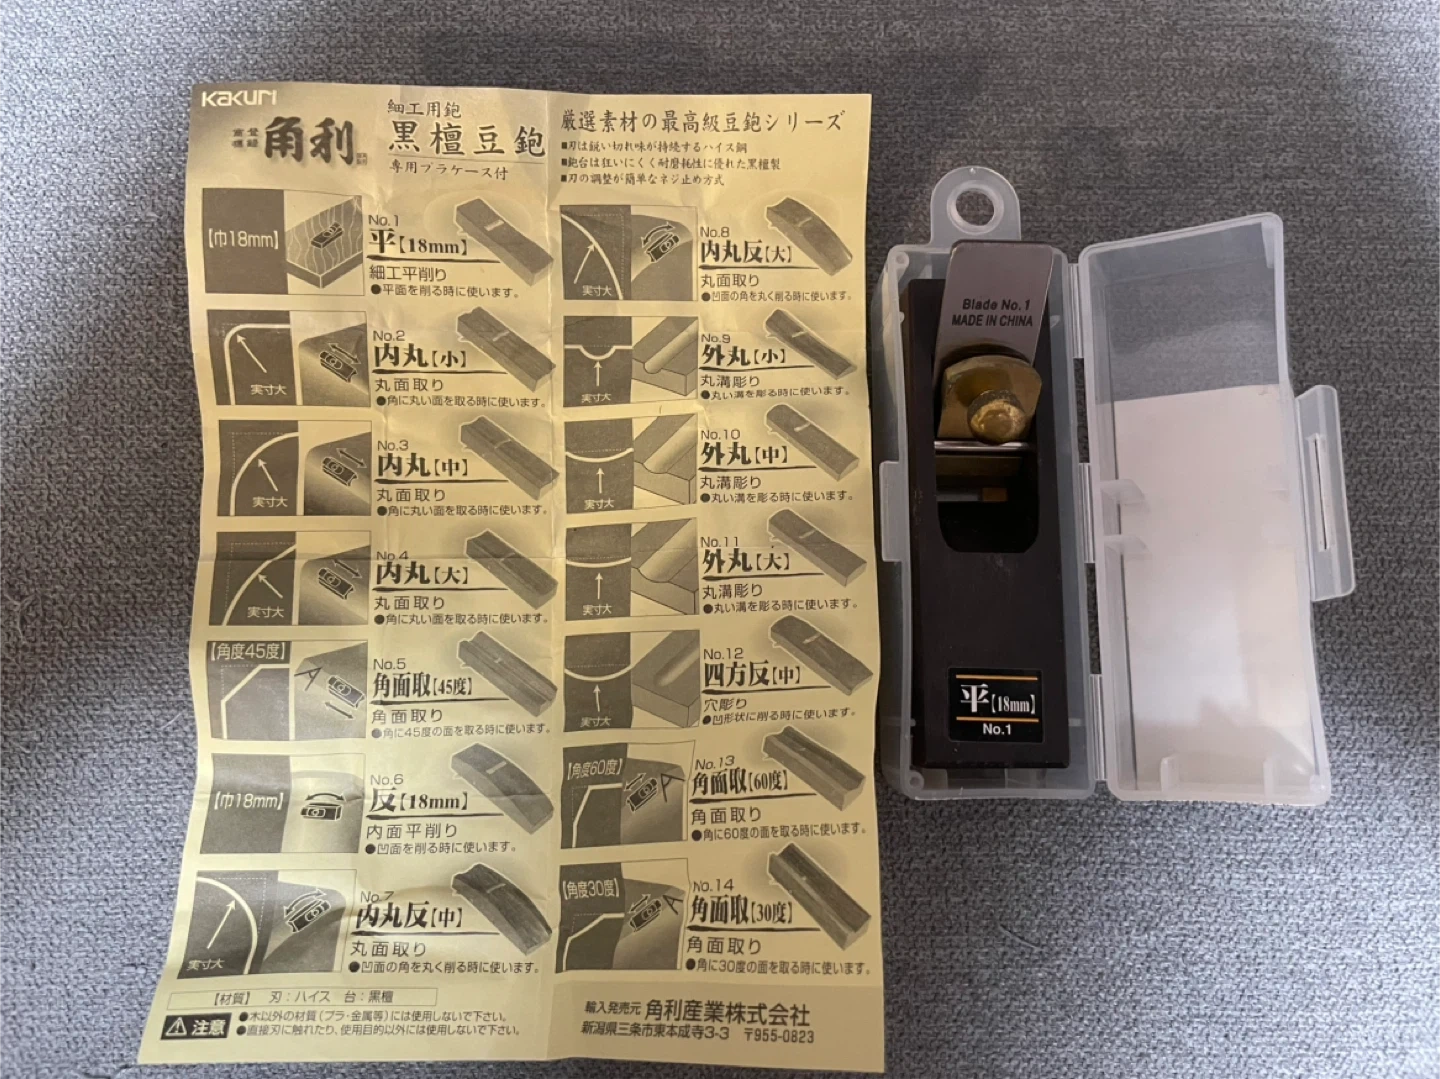 KAKURI
登録
商標
角利
細工用鉋
黒檀豆鉋
専用プラケース付
厳選素材の最高級豆鉋シリーズ
■刃は鋭い切れ味が持続するハイス鋼
■鉋台は狂いにくく耐磨耗性に優れた黒檀製
■刃の調整が簡単なネジ止め方式
【巾18mm】
No.1
平【18mm】
細工平削り
●平面を削る時に使います。
実寸大
No.2
内丸【小】
丸面取り
●角に丸い面を取る時に使います。
実寸大
No.3
内丸【中】
丸面取り
●角に丸い面を取る時に使います。
実寸大
No.4
内丸【大】
丸面取り
●角に丸い面を取る時に使います。
【角度45度】
No.5
角面取【45度】
角面取り
●角に45度の面を取る時に使います。
【巾18mm】
No.6
反【18mm】
内面平削り
●凹面を削る時に使います。
実寸大
No.7
内丸反【中】
丸面取り
●凹面の角を丸く削る時に使います。
実寸大
No.8
内丸反【大】
丸面取り
●凹面の角を丸く削る時に使います。
実寸大
No.9
外丸【小】
丸溝彫り
●丸い溝を彫る時に使います。
実寸大
No.10
外丸【中】
丸溝彫り
●丸い溝を彫る時に使います。
実寸大
No.11
外丸【大】
丸溝彫り
●丸い溝を彫る時に使います。
実寸大
No.12
四方反【中】
穴彫り
●凹形状に削る時に使います。
【角度60度】
No.13
角面取【60度】
角面取り
●角に60度の面を取る時に使います。
【角度30度】
No.14
角面取【30度】
角面取り
●角に30度の面を取る時に使います。
【材質】 刃:ハイス 台:黒檀
注意
●木以外の材質(プラ・金属等)には使用しないで下さい。
●直接刃に触れたり、使用目的以外には使用しないで下さい。
輸入発売元 角利産業株式会社
新潟県三条市東本成寺3-3 〒955-0823
Blade No.1
MADE IN CHINA
平【18mm】
No.1